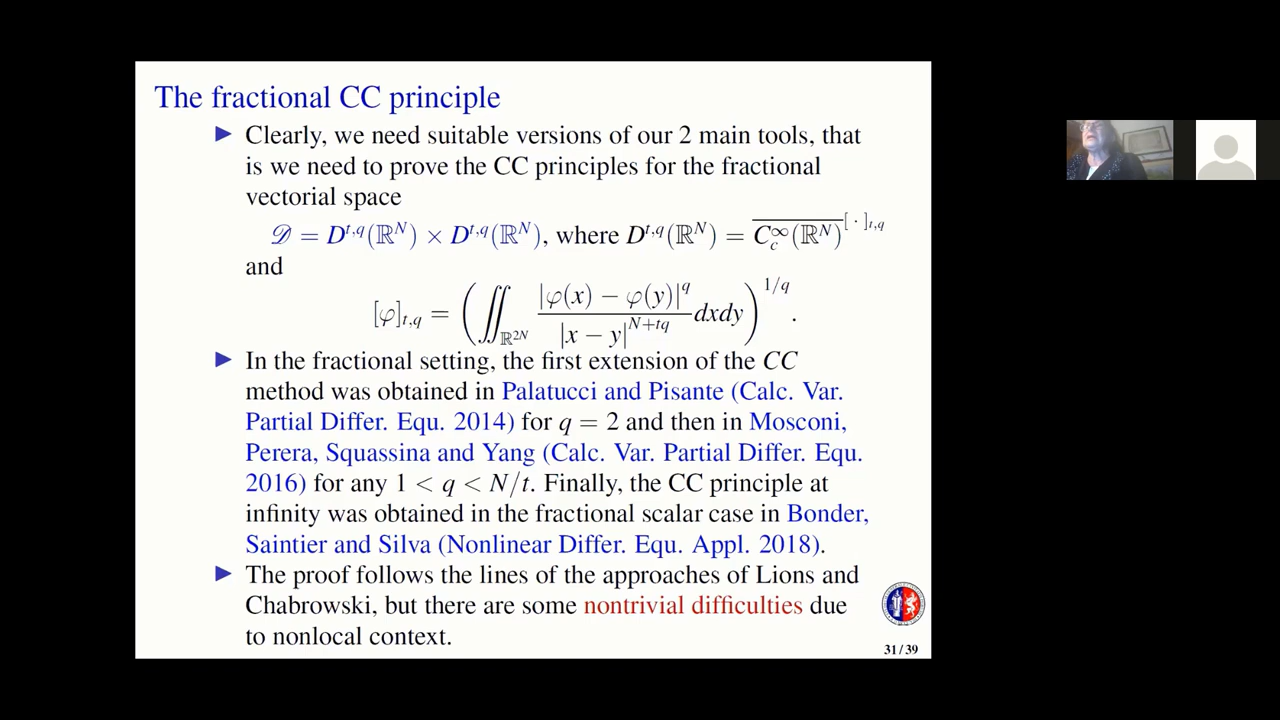 The fractional CC principle
▶ Clearly, we need suitable versions of our 2 main tools, that
is we need to prove the CC principles for the fractional
vectorial space
𝒟 = D^{t,q}(ℝ^N) × D^{t,q}(ℝ^N), where D^{t,q}(ℝ^N) = \overline{C_c^∞(ℝ^N)}^{[ · ]_{t,q}}
and
[φ]_{t,q} = ( ∬_{ℝ^{2N}} |φ(x) − φ(y)|^q / |x − y|^{N+tq} dxdy )^{1/q}.
▶ In the fractional setting, the first extension of the CC
method was obtained in Palatucci and Pisante (Calc. Var.
Partial Differ. Equ. 2014) for q = 2 and then in Mosconi,
Perera, Squassina and Yang (Calc. Var. Partial Differ. Equ.
2016) for any 1 < q < N/t. Finally, the CC principle at
infinity was obtained in the fractional scalar case in Bonder,
Saintier and Silva (Nonlinear Differ. Equ. Appl. 2018).
▶ The proof follows the lines of the approaches of Lions and
Chabrowski, but there are some nontrivial difficulties due
to nonlocal context.
31 / 39